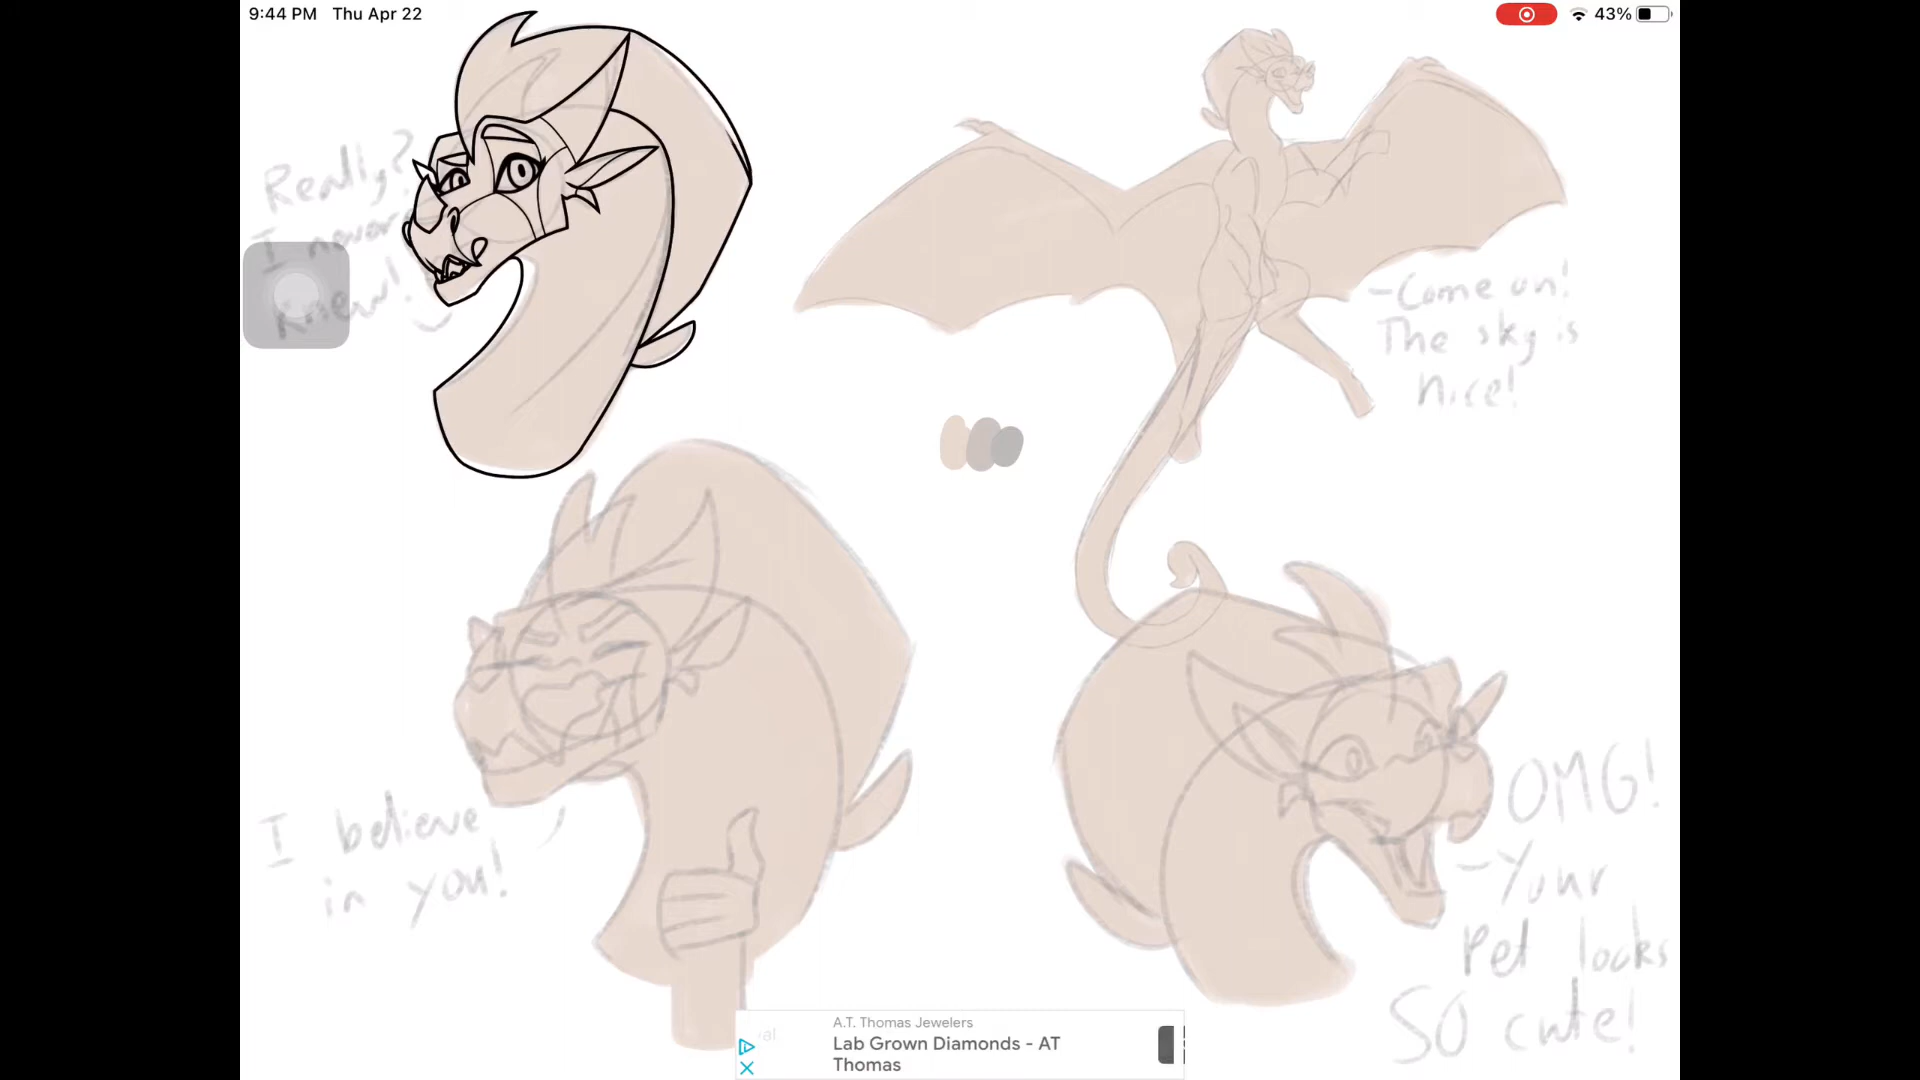 9:44 PM Thu Apr 22
43%
Really?
I never
knew!
-Come on!
The sky is
nice!
I believe
in you!
OMG!
-Your
Pet looks
SO cute!
A.T. Thomas Jewelers
Lab Grown Diamonds - AT
Thomas